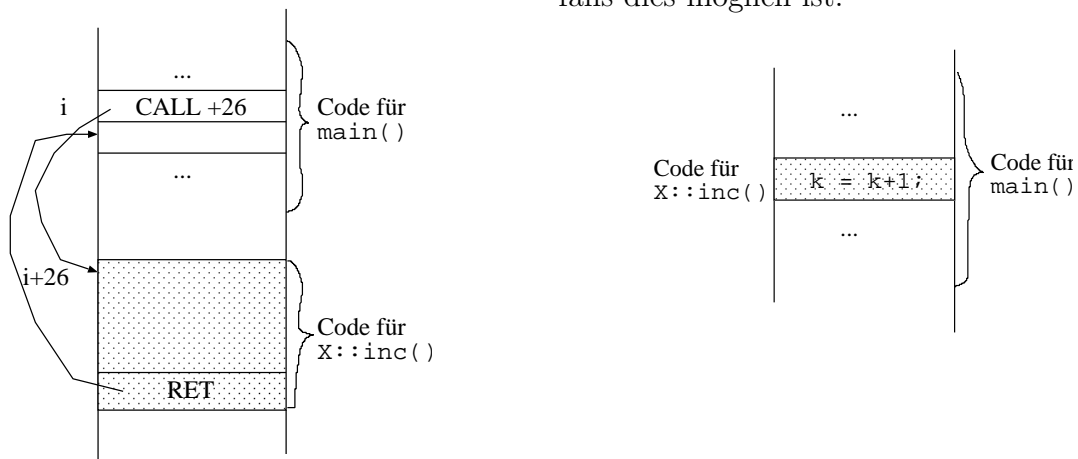 falls dies möglich ist.
...
i
CALL +26
Code für
main()
...
i+26
Code für
X::inc()
RET
...
Code für
X::inc()
k = k+1;
Code für
main()
...